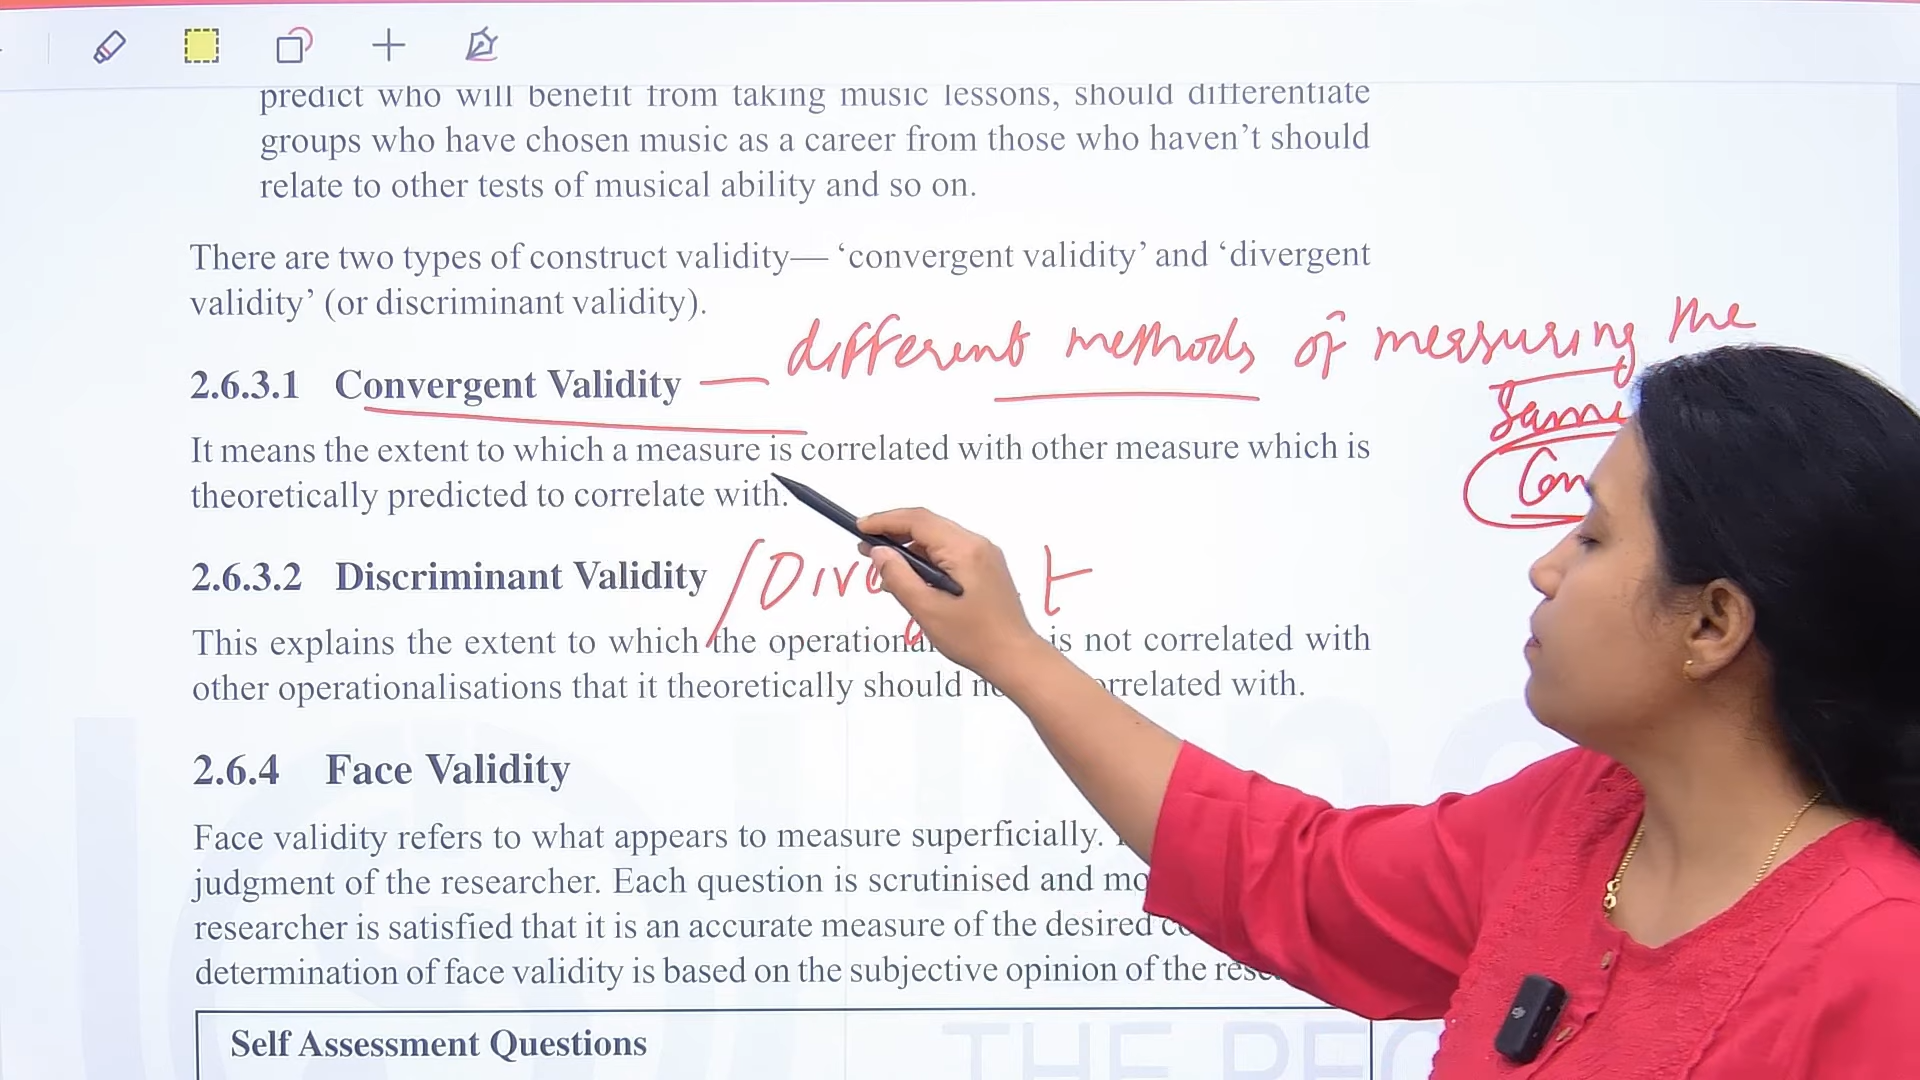 predict who will benefit from taking music lessons, should differentiate
groups who have chosen music as a career from those who haven’t should
relate to other tests of musical ability and so on.
There are two types of construct validity— ‘convergent validity’ and ‘divergent
validity’ (or discriminant validity).
different methods of measuring the
same
2.6.3.1 Convergent Validity —
It means the extent to which a measure is correlated with other measure which is
theoretically predicted to correlate with.
2.6.3.2 Discriminant Validity /
This explains the extent to which the is not correlated with
other operationalisations that it theoretically should with.
2.6.4 Face Validity
Face validity refers to what appears to measure superficially.
judgment of the researcher. Each question is scrutinised and
researcher is satisfied that it is an accurate measure of the desired
determination of face validity is based on the subjective opinion of the
Self Assessment Questions